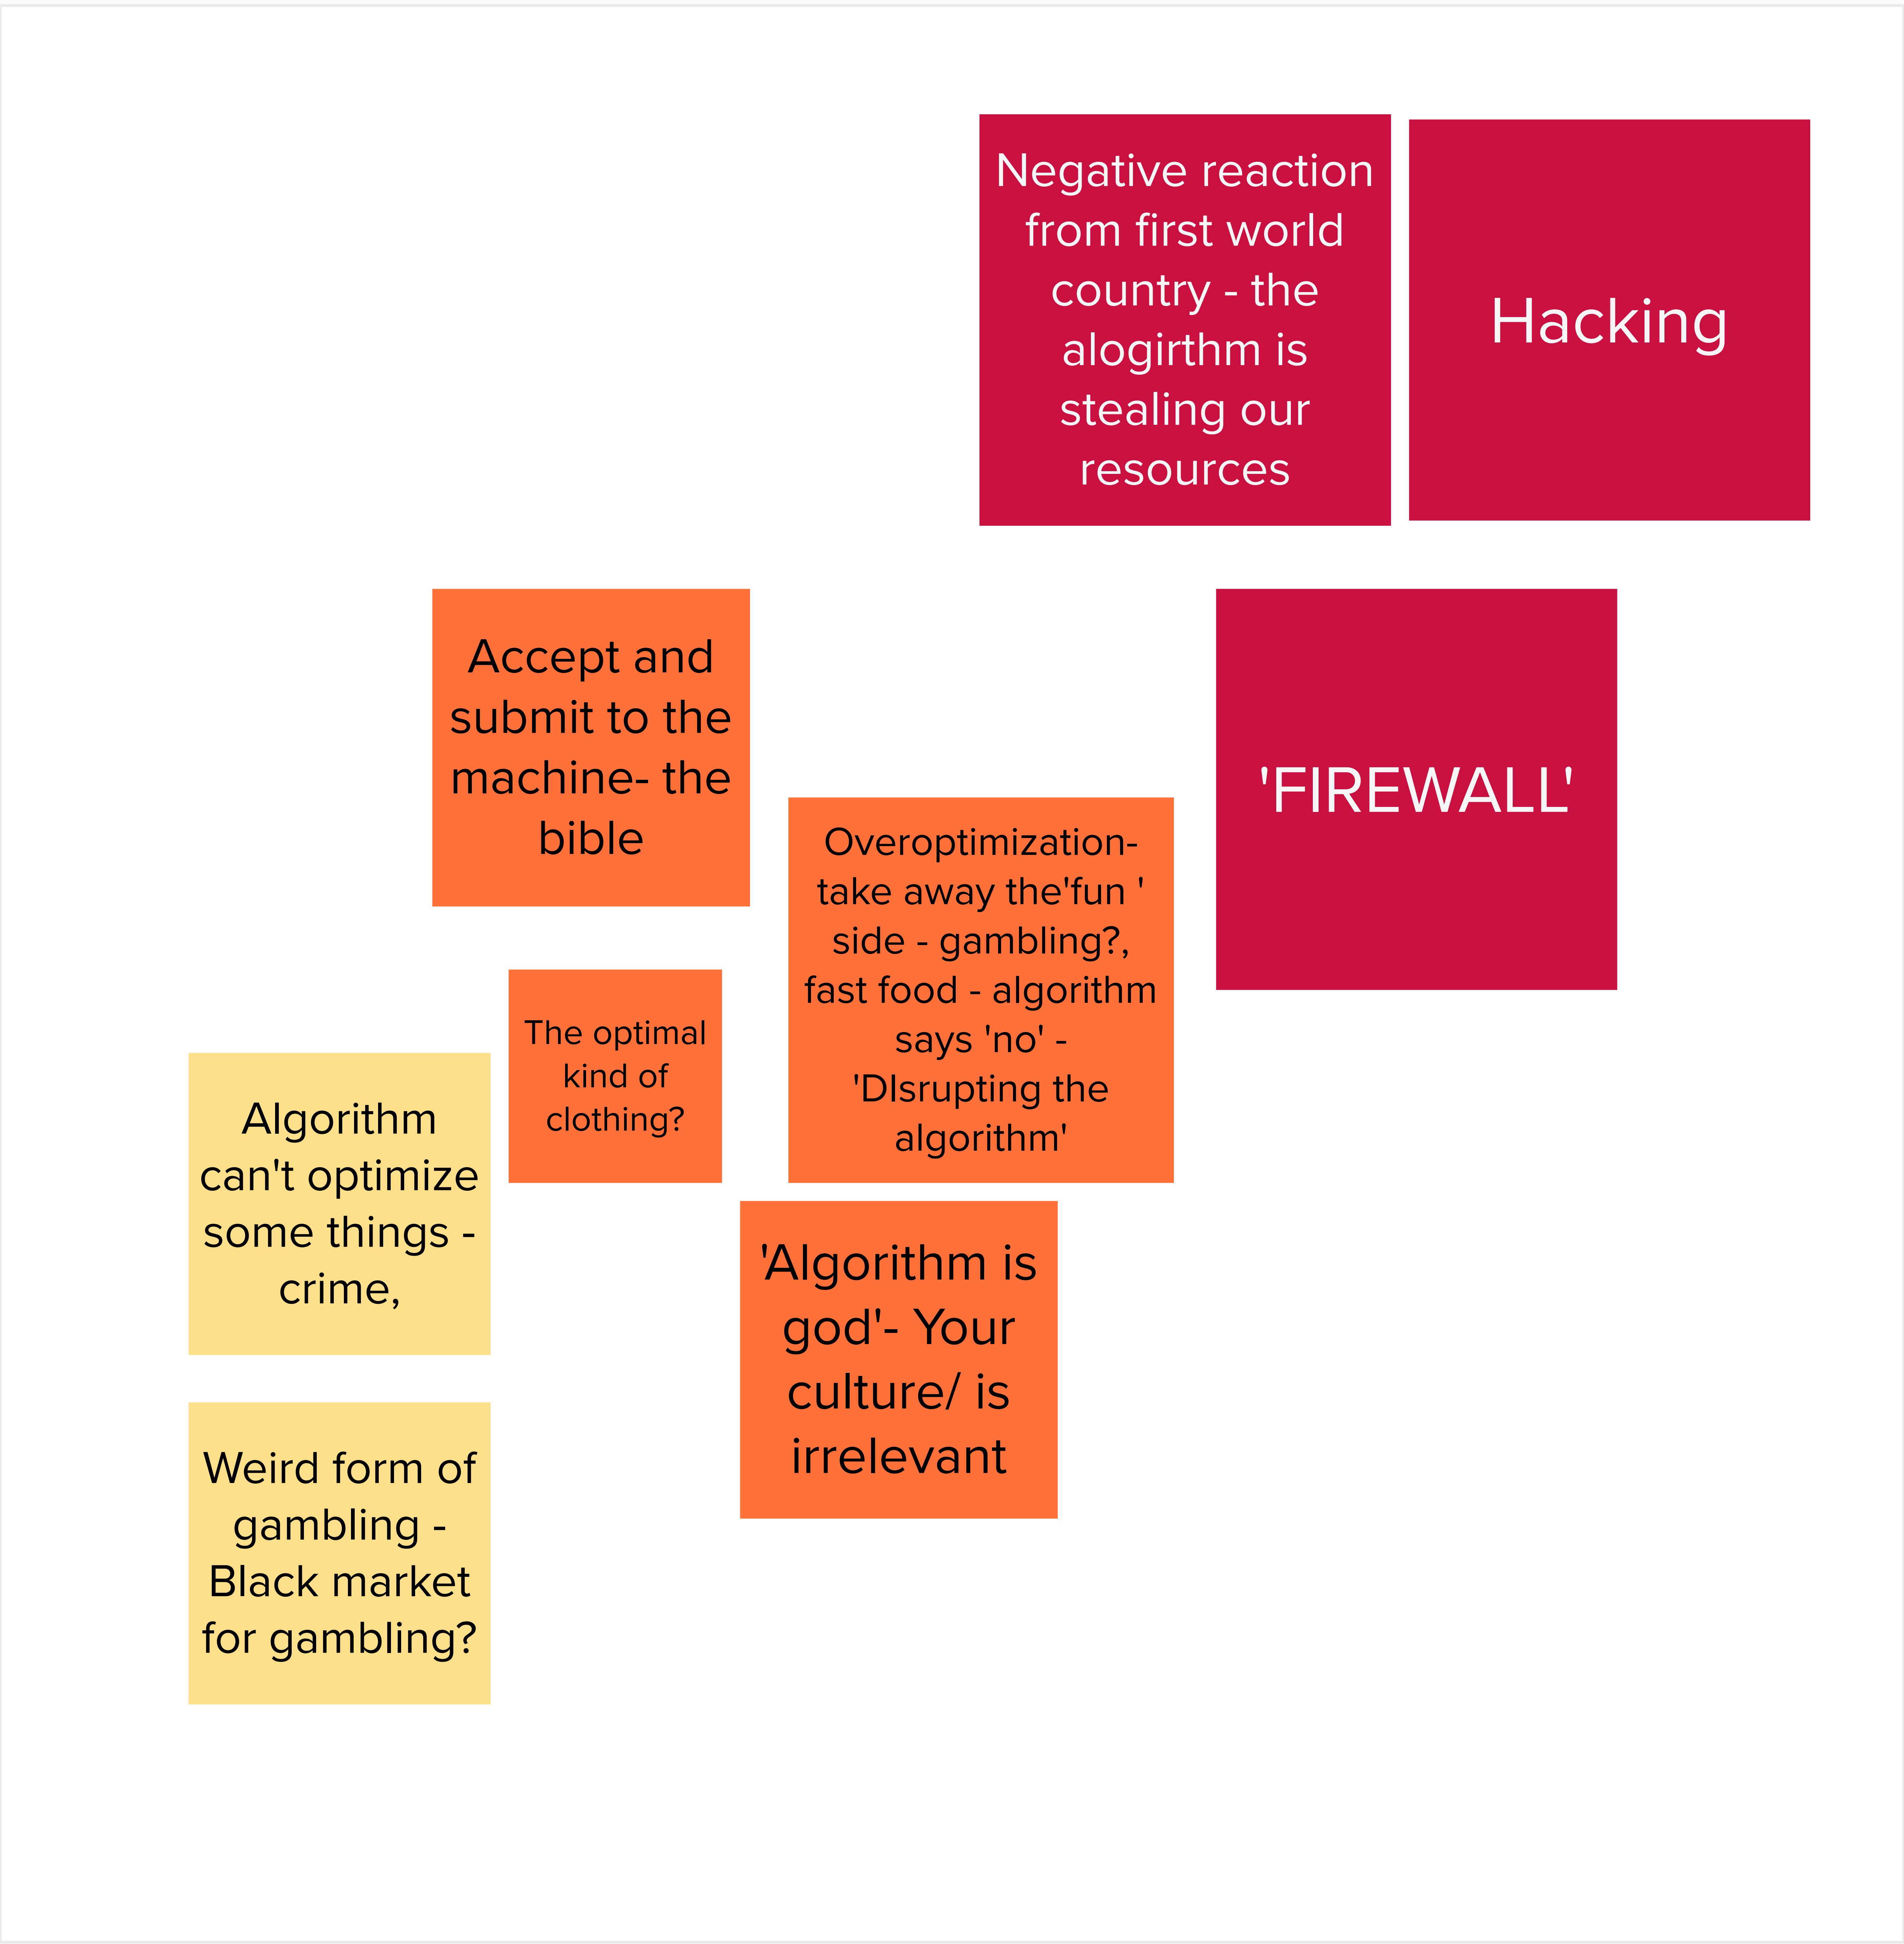 Negative reaction
from first world
country - the
alogirthm is
stealing our
resources
Hacking
Accept and
submit to the
machine- the
bible
'FIREWALL'
Overoptimization-
take away the'fun '
side - gambling?,
fast food - algorithm
says 'no' -
'DIsrupting the
algorithm'
The optimal
kind of
clothing?
Algorithm
can't optimize
some things -
crime,
'Algorithm is
god'- Your
culture/ is
irrelevant
Weird form of
gambling -
Black market
for gambling?